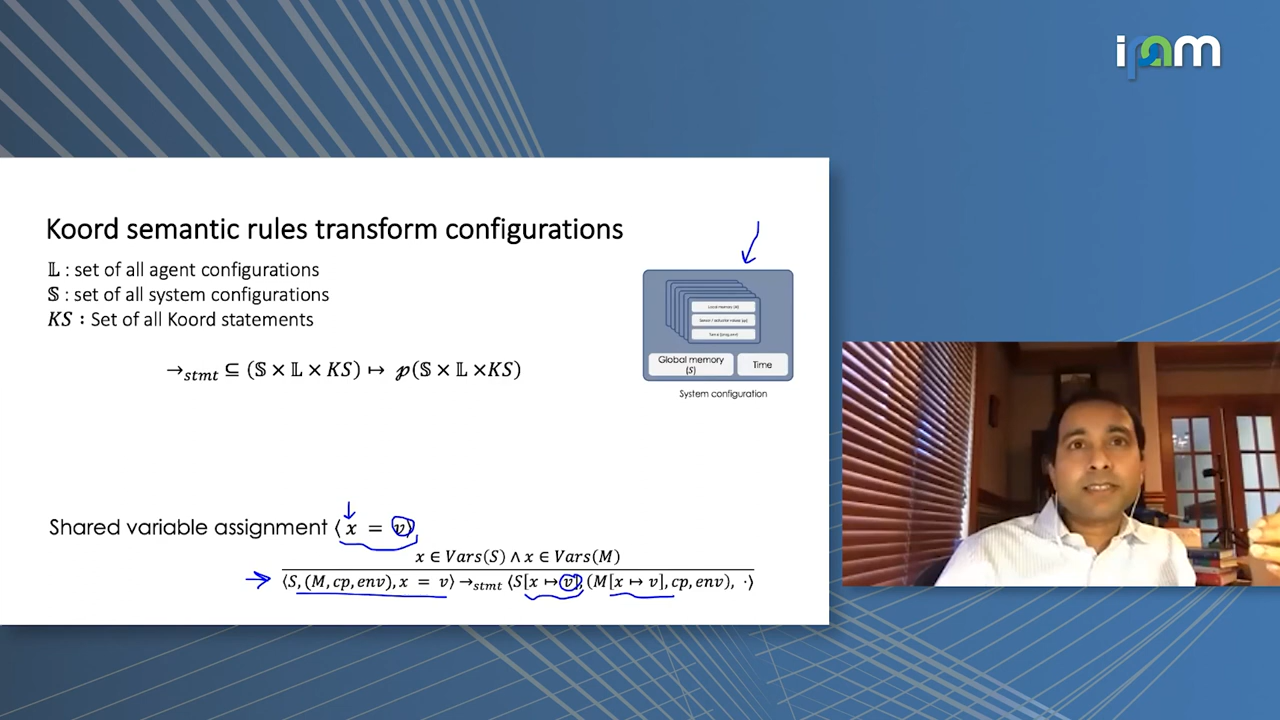 ipam
Koord semantic rules transform configurations
𝕃 : set of all agent configurations
𝕊 : set of all system configurations
KS : Set of all Koord statements
→stmt ⊆ (𝕊 × 𝕃 × KS) ↦ 𝓅(𝕊 × 𝕃 ×KS)
Local memory (M)
Global memory
(S)
Time
System configuration
Shared variable assignment ⟨ x = v⟩
x ∈ Vars(S) ∧ x ∈ Vars(M)
⟨S, (M, cp, env), x = v⟩ →stmt ⟨S[x ↦ v], (M[x ↦ v], cp, env), ·⟩